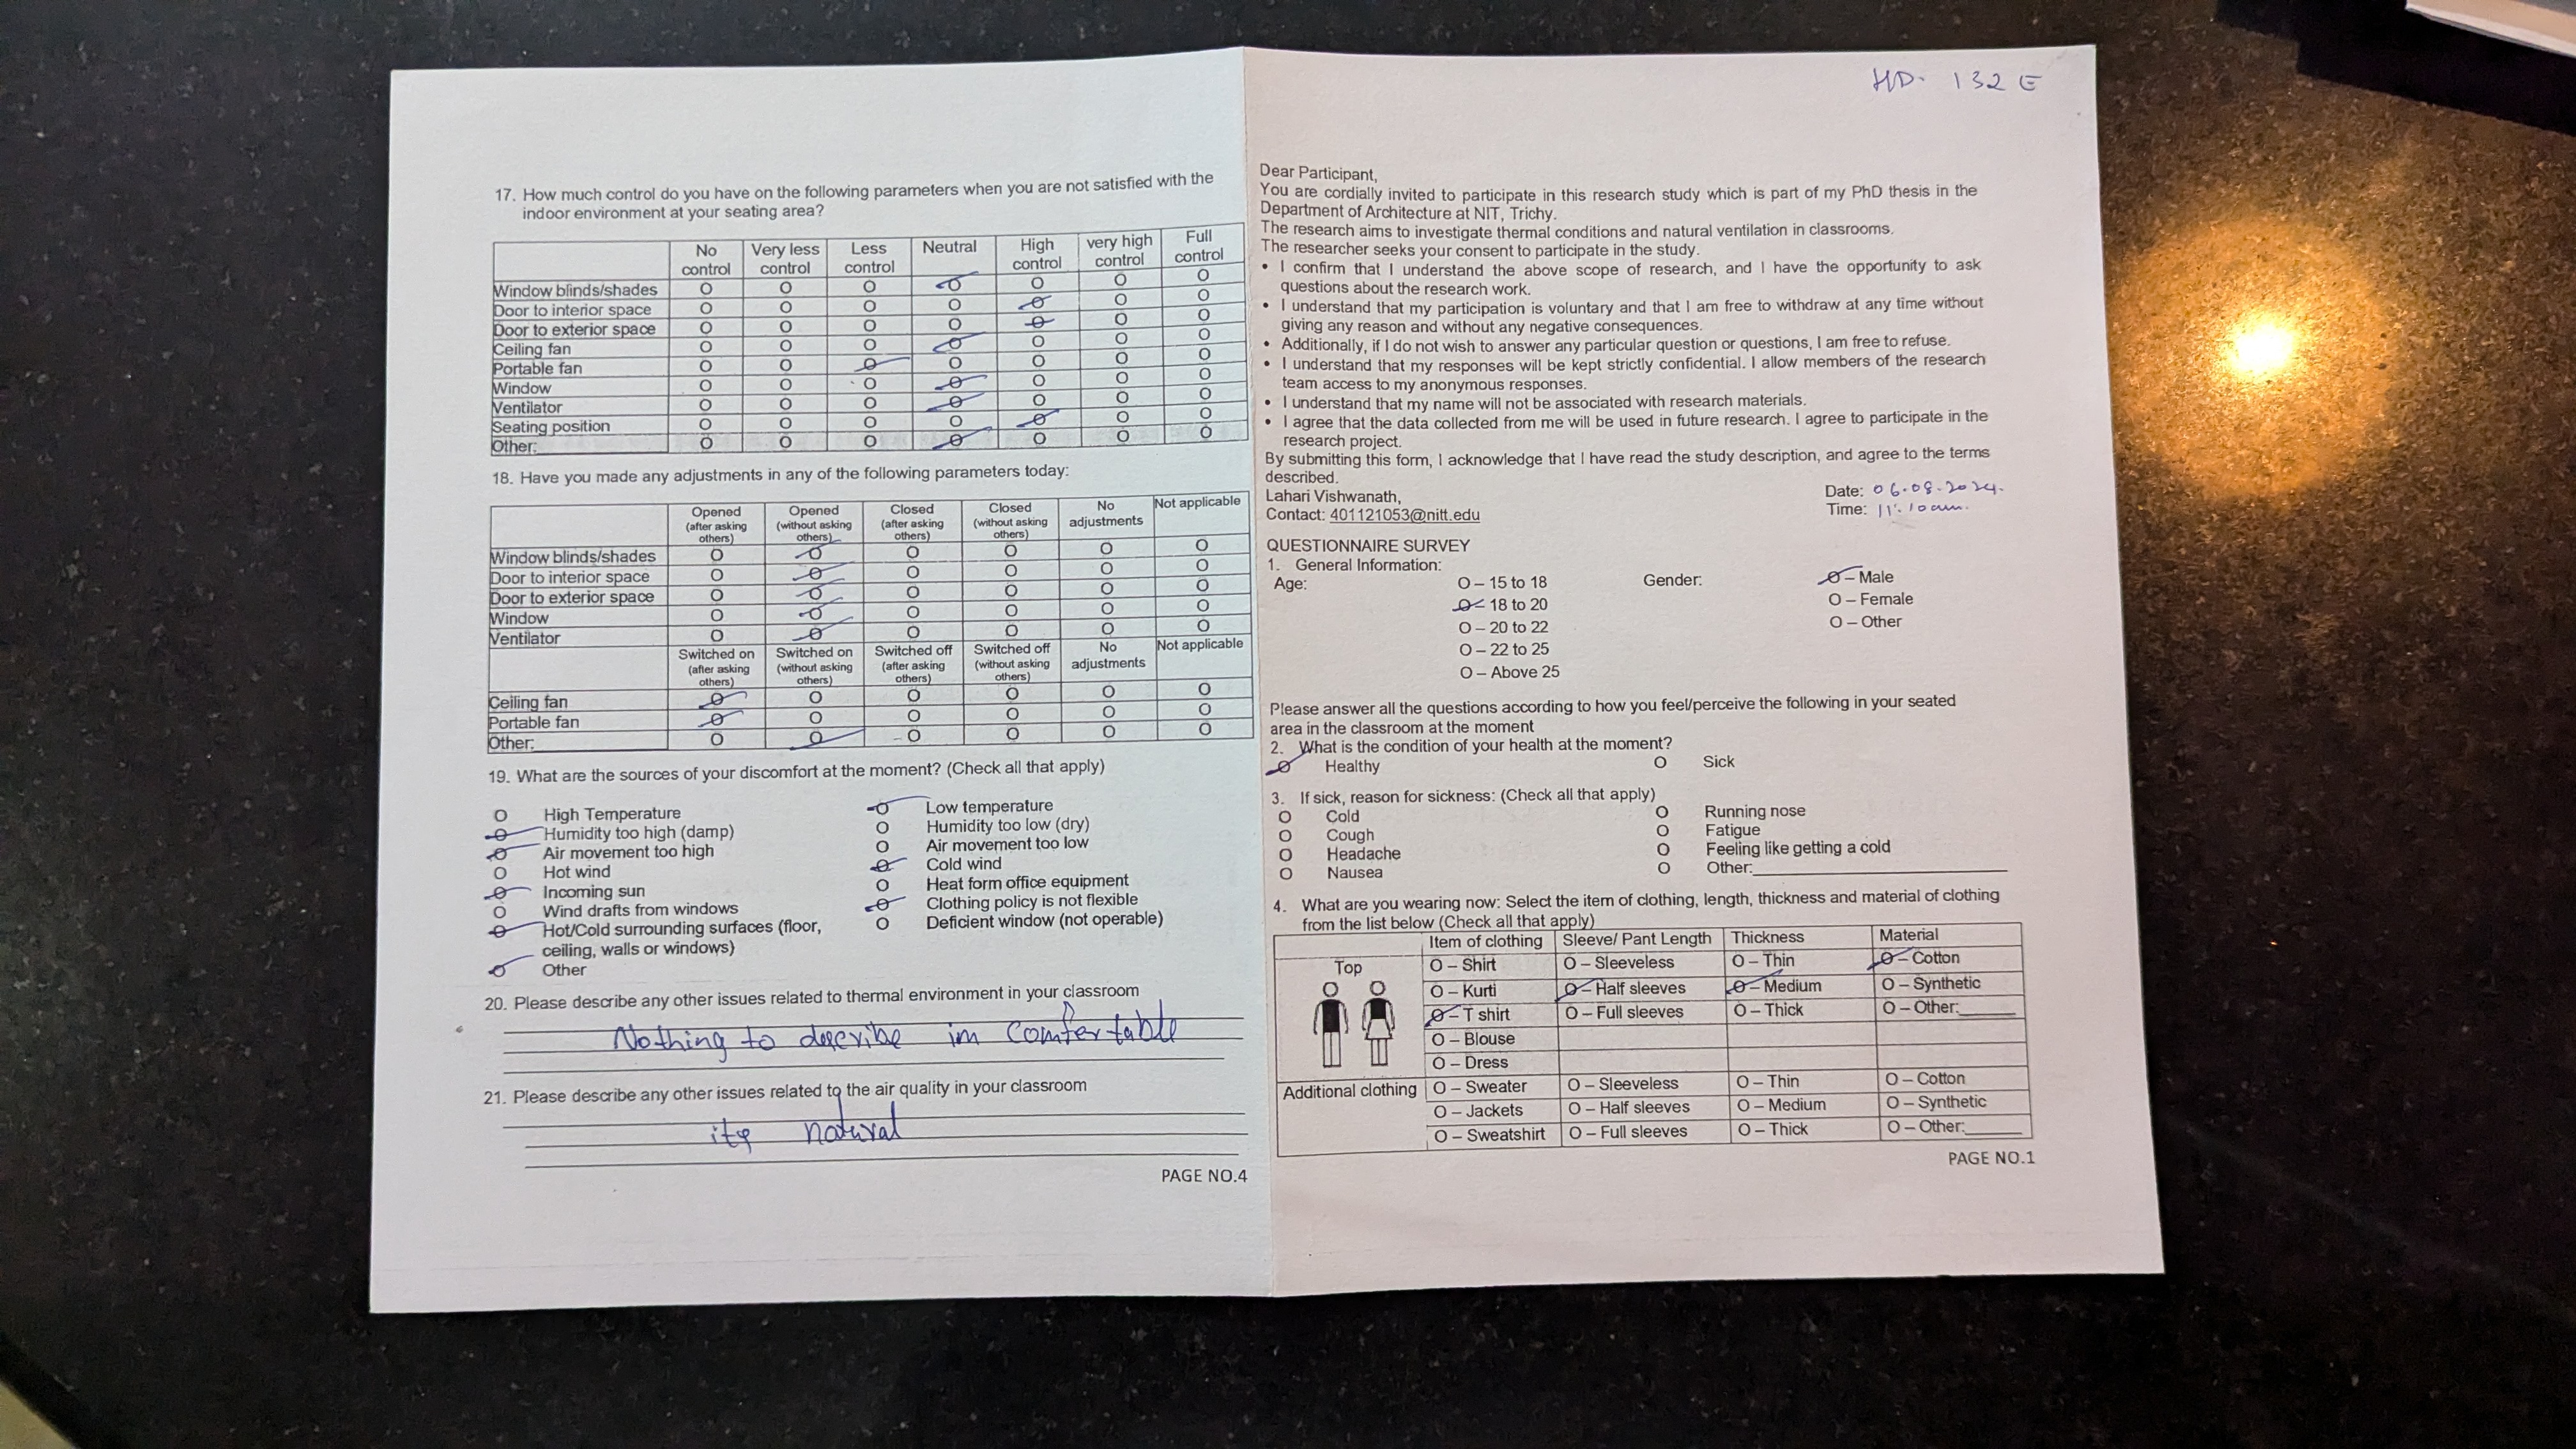 17. How much control do you have on the following parameters when you are not satisfied with the
indoor environment at your seating area?
No control | Very less control | Less control | Neutral | High control | very high control | Full control
Window blinds/shades O O O O O O O
Door to interior space O O O O O O O
Door to exterior space O O O O O O O
Ceiling fan O O O O O O O
Portable fan O O O O O O O
Window O O O O O O O
Ventilator O O O O O O O
Seating position O O O O O O O
Other: O O O O O O O
18. Have you made any adjustments in any of the following parameters today:
Opened (after asking others) | Opened (without asking others) | Closed (after asking others) | Closed (without asking others) | No adjustments | Not applicable
Window blinds/shades O O O O O O
Door to interior space O O O O O O
Door to exterior space O O O O O O
Window O O O O O O
Ventilator O O O O O O
Switched on (after asking others) | Switched on (without asking others) | Switched off (after asking others) | Switched off (without asking others) | No adjustments | Not applicable
Ceiling fan O O O O O O
Portable fan O O O O O O
Other: O O O O O O
19. What are the sources of your discomfort at the moment? (Check all that apply)
O High Temperature
O Humidity too high (damp)
O Air movement too high
O Hot wind
O Incoming sun
O Wind drafts from windows
O Hot/Cold surrounding surfaces (floor,
ceiling, walls or windows)
O Other
O Low temperature
O Humidity too low (dry)
O Air movement too low
O Cold wind
O Heat form office equipment
O Clothing policy is not flexible
O Deficient window (not operable)
20. Please describe any other issues related to thermal environment in your classroom
Nothing to describe im comfortable
21. Please describe any other issues related to the air quality in your classroom
its natural
PAGE NO.4
HD. 132 E
Dear Participant,
You are cordially invited to participate in this research study which is part of my PhD thesis in the
Department of Architecture at NIT, Trichy.
The research aims to investigate thermal conditions and natural ventilation in classrooms.
The researcher seeks your consent to participate in the study.
• I confirm that I understand the above scope of research, and I have the opportunity to ask
questions about the research work.
• I understand that my participation is voluntary and that I am free to withdraw at any time without
giving any reason and without any negative consequences.
• Additionally, if I do not wish to answer any particular question or questions, I am free to refuse.
• I understand that my responses will be kept strictly confidential. I allow members of the research
team access to my anonymous responses.
• I understand that my name will not be associated with research materials.
• I agree that the data collected from me will be used in future research. I agree to participate in the
research project.
By submitting this form, I acknowledge that I have read the study description, and agree to the terms
described.
Lahari Vishwanath,
Contact: 401121053@nitt.edu
Date: 06.08.2024.
Time: 11:10am.
QUESTIONNAIRE SURVEY
1. General Information:
Age:
O – 15 to 18
O – 18 to 20
O – 20 to 22
O – 22 to 25
O – Above 25
Gender:
O – Male
O – Female
O – Other
Please answer all the questions according to how you feel/perceive the following in your seated
area in the classroom at the moment
2. What is the condition of your health at the moment?
O Healthy O Sick
3. If sick, reason for sickness: (Check all that apply)
O Cold O Running nose
O Cough O Fatigue
O Headache O Feeling like getting a cold
O Nausea O Other:
4. What are you wearing now: Select the item of clothing, length, thickness and material of clothing
from the list below (Check all that apply)
Item of clothing | Sleeve/ Pant Length | Thickness | Material
Top
O – Shirt | O – Sleeveless | O – Thin | O – Cotton
O – Kurti | O – Half sleeves | O – Medium | O – Synthetic
O – T shirt | O – Full sleeves | O – Thick | O – Other:
O – Blouse
O – Dress
Additional clothing | O – Sweater | O – Sleeveless | O – Thin | O – Cotton
O – Jackets | O – Half sleeves | O – Medium | O – Synthetic
O – Sweatshirt | O – Full sleeves | O – Thick | O – Other:
PAGE NO.1